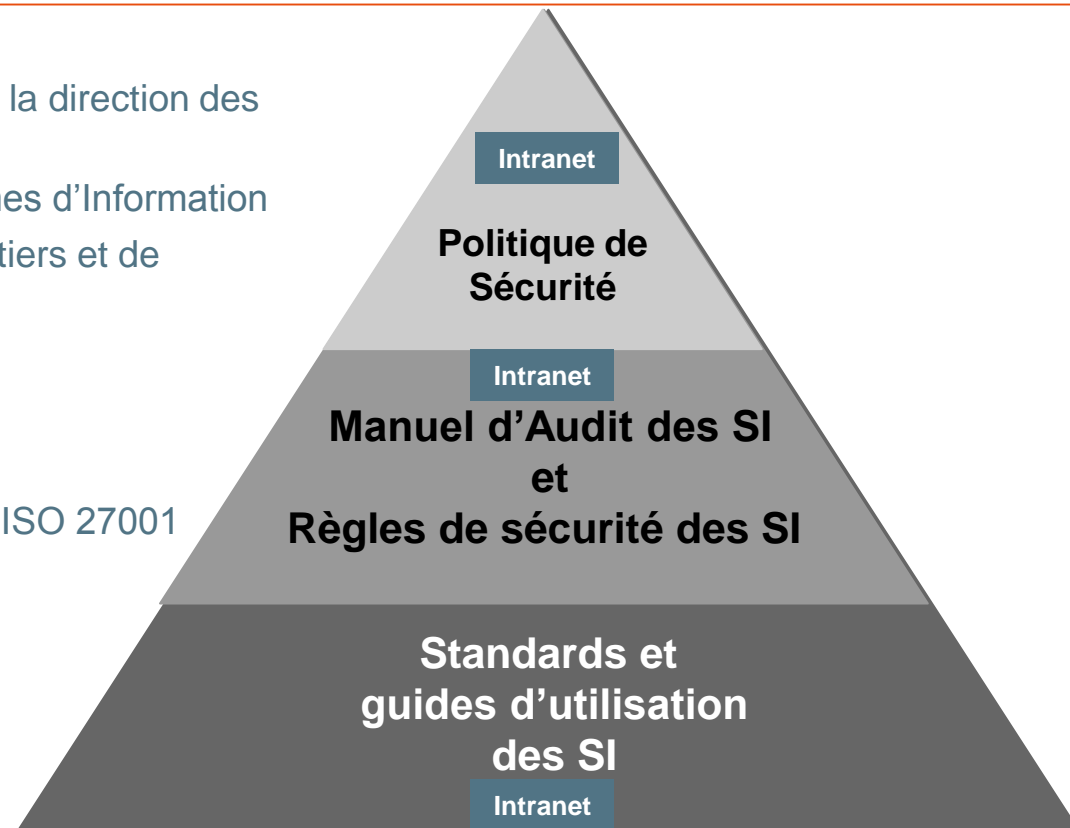 la direction des
Intranet
es d’Information
tiers et de
Politique de
Sécurité
Intranet
Manuel d’Audit des SI
et
ISO 27001
Règles de sécurité des SI
Standards et
guides d’utilisation
des SI
Intranet